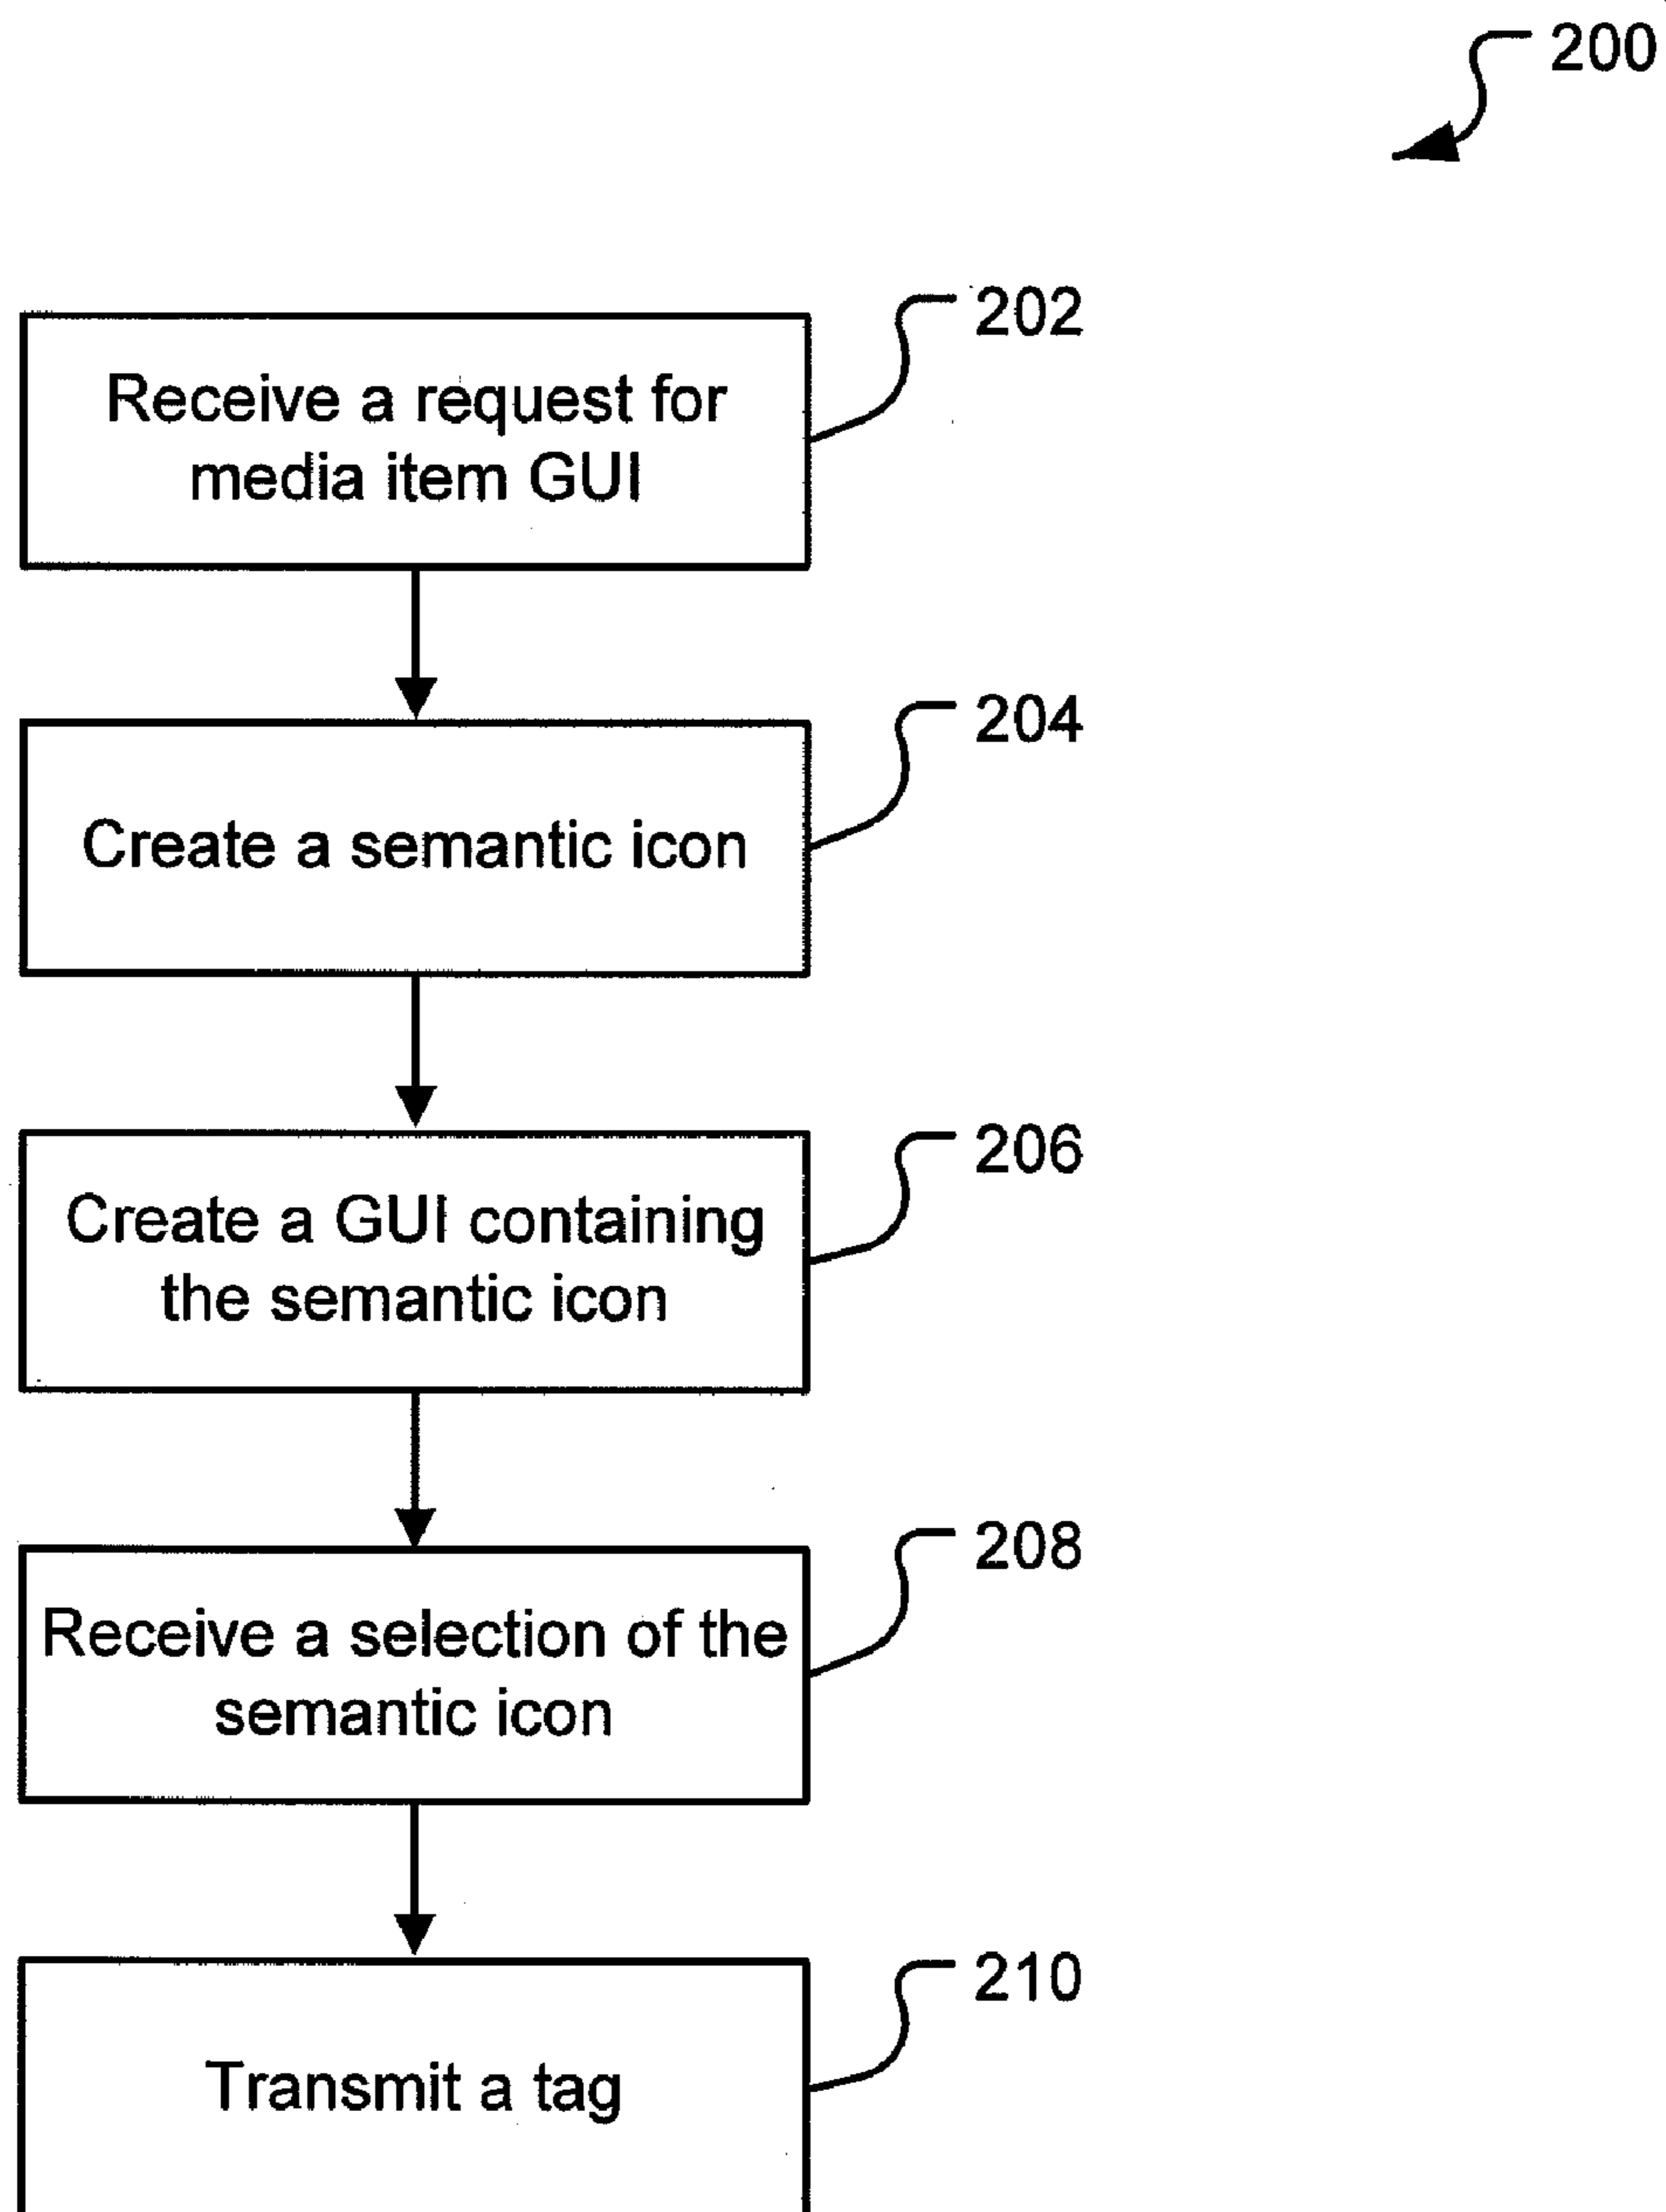 200
202
Receive a request for
media item GUI
204
Create a semantic icon
206
Create a GUI containing
the semantic icon
208
Receive a selection of the
semantic icon
210
Transmit a tag